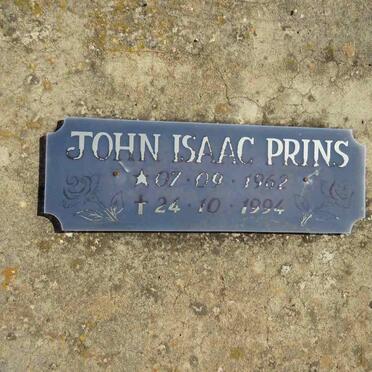 JOHN ISAAC PRINS
★ 07 · 09 · 1962
✝ 24 · 10 · 1994